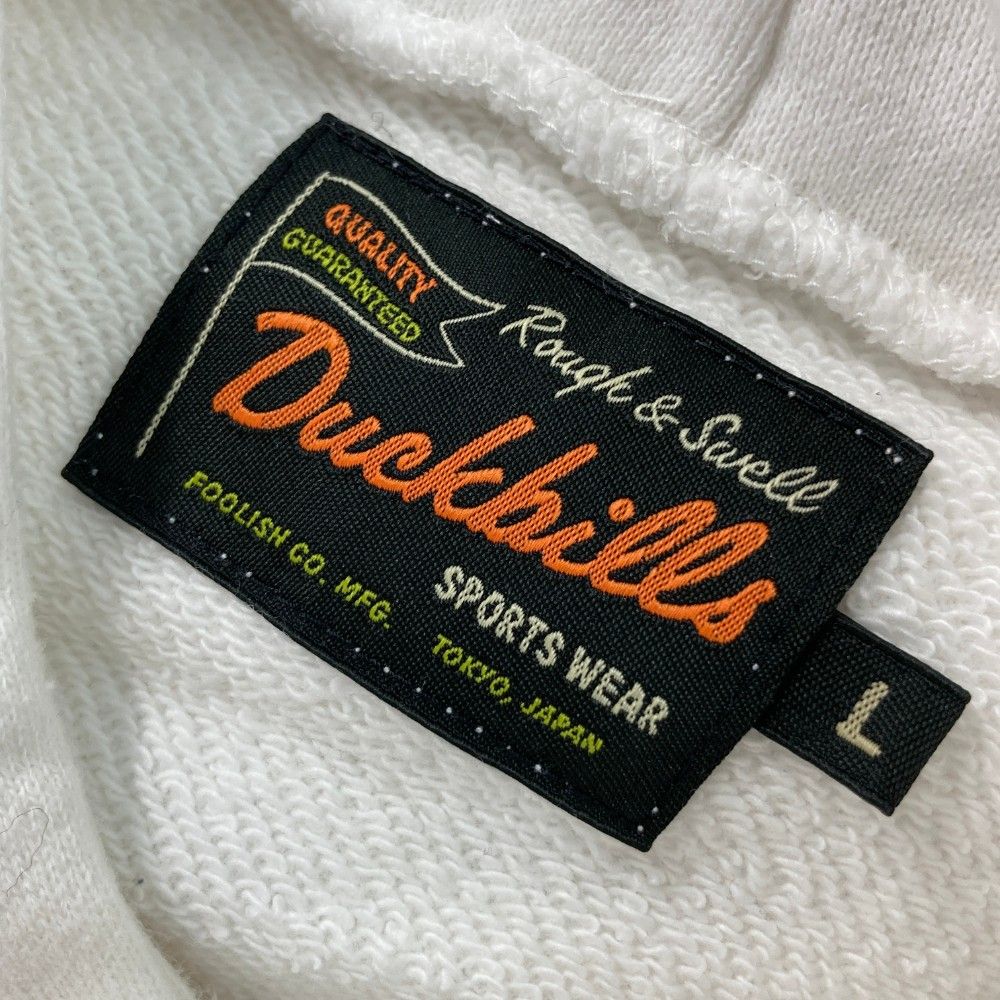 QUALITY
GUARANTEED
Rough & Swell
Duckbills
SPORTS WEAR
FOOLISH CO. MFG. TOKYO, JAPAN
L